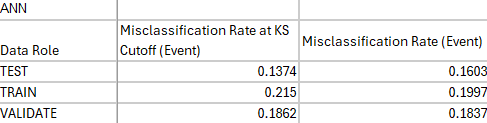 ANN
Data Role Misclassification Rate at KS Cutoff (Event) Misclassification Rate (Event)
TEST 0.1374 0.1603
TRAIN 0.215 0.1997
VALIDATE 0.1862 0.1837